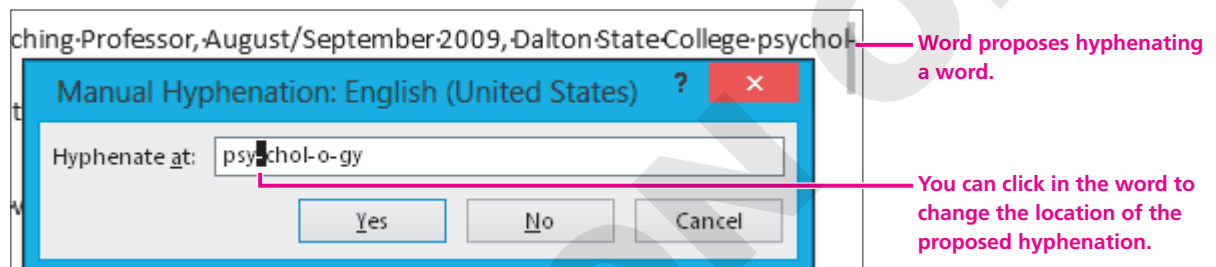 ching·Professor,·August/September·2009,·Dalton·State·College·psychol-
Word proposes hyphenating
a word.
Manual Hyphenation: English (United States) ? ×
t
Hyphenate at: psy-chol-o-gy
You can click in the word to
change the location of the
proposed hyphenation.
Yes No Cancel